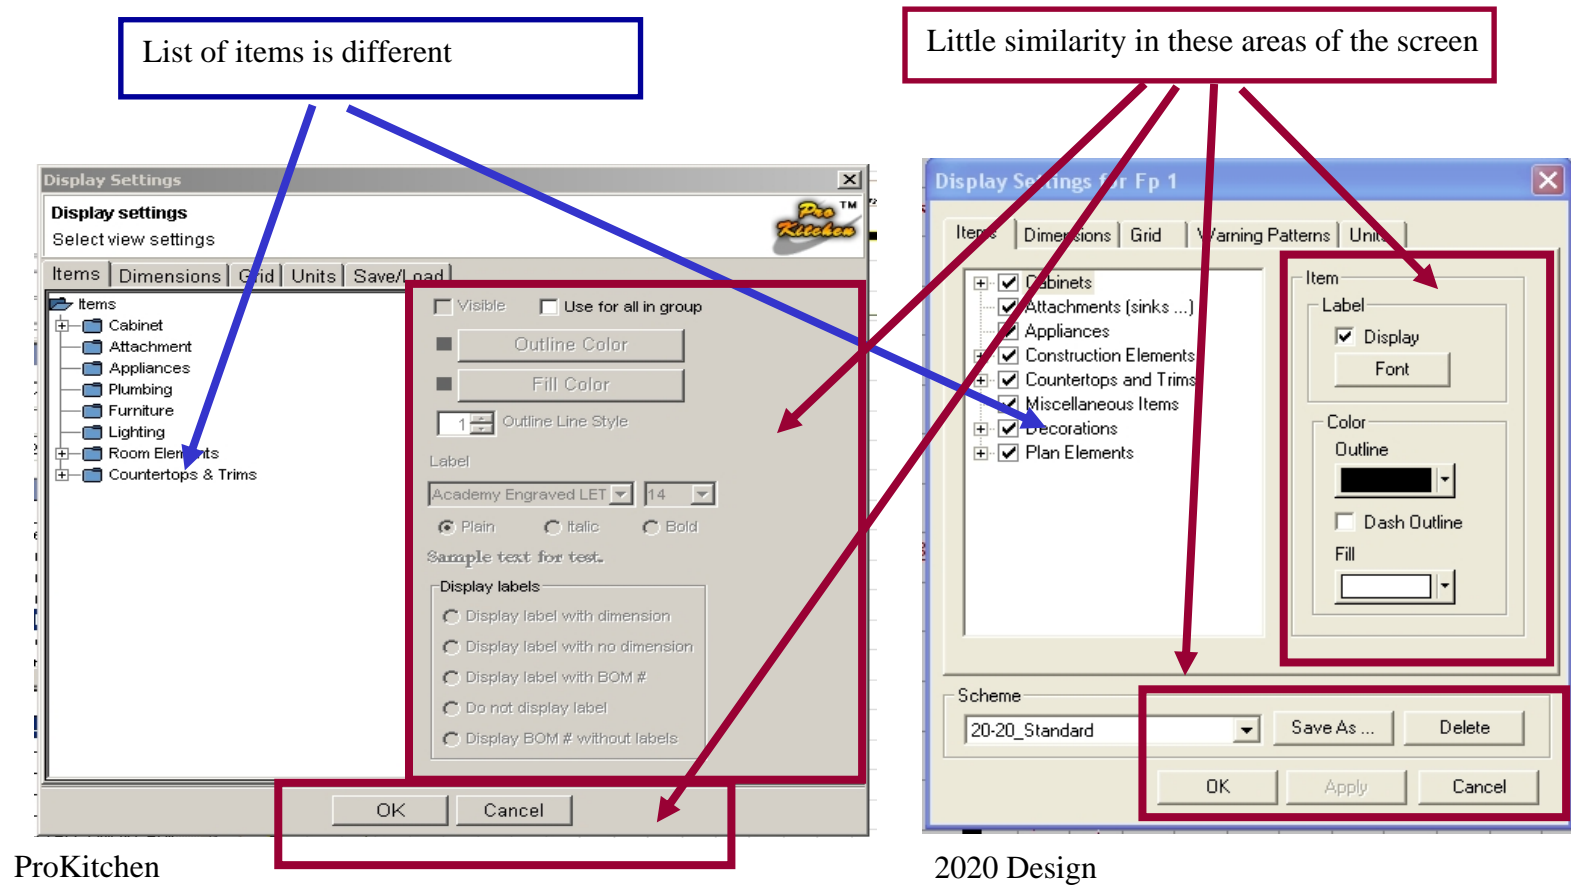 List of items is different
Little similarity in these areas of the screen
Display Settings
Display settings
Select view settings
Pro Kitchen TM
Items Dimensions Grid Units Save/Load
Items
Cabinet
Attachment
Appliances
Plumbing
Furniture
Lighting
Room Elements
Countertops & Trims
Visible Use for all in group
Outline Color
Fill Color
1 Outline Line Style
Label
Academy Engraved LET 14
Plain Italic Bold
Sample text for test.
Display labels
Display label with dimension
Display label with no dimension
Display label with BOM #
Do not display label
Display BOM # without labels
OK Cancel
ProKitchen
Display Settings for Fp 1
Items Dimensions Grid Warning Patterns Units
Cabinets
Attachments (sinks ...)
Appliances
Construction Elements
Countertops and Trims
Miscellaneous Items
Decorations
Plan Elements
Item
Label
Display
Font
Color
Outline
Dash Outline
Fill
Scheme
20-20_Standard Save As ... Delete
OK Apply Cancel
2020 Design